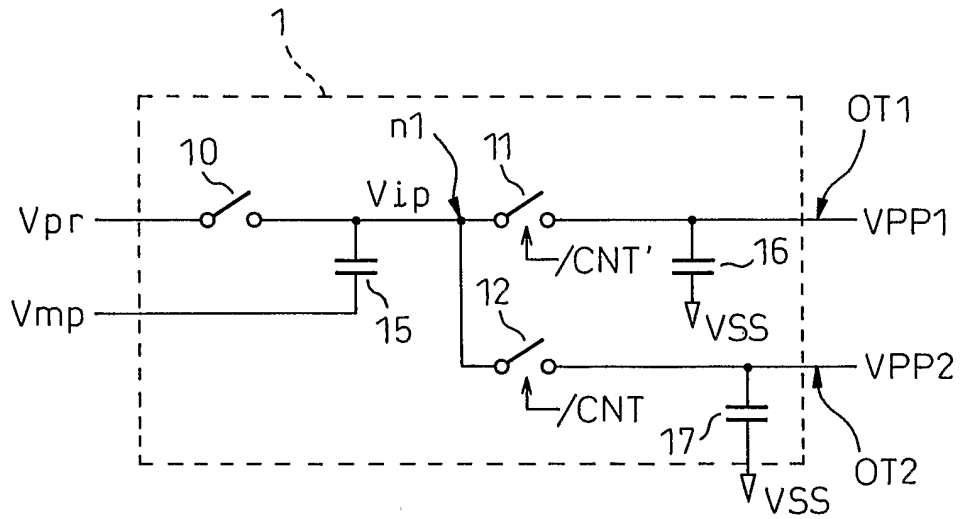 1
n1
OT1
10
11
Vpr
Vip
VPP1
/CNT'
16
Vmp
15
12
VSS
VPP2
/CNT
17
OT2
VSS